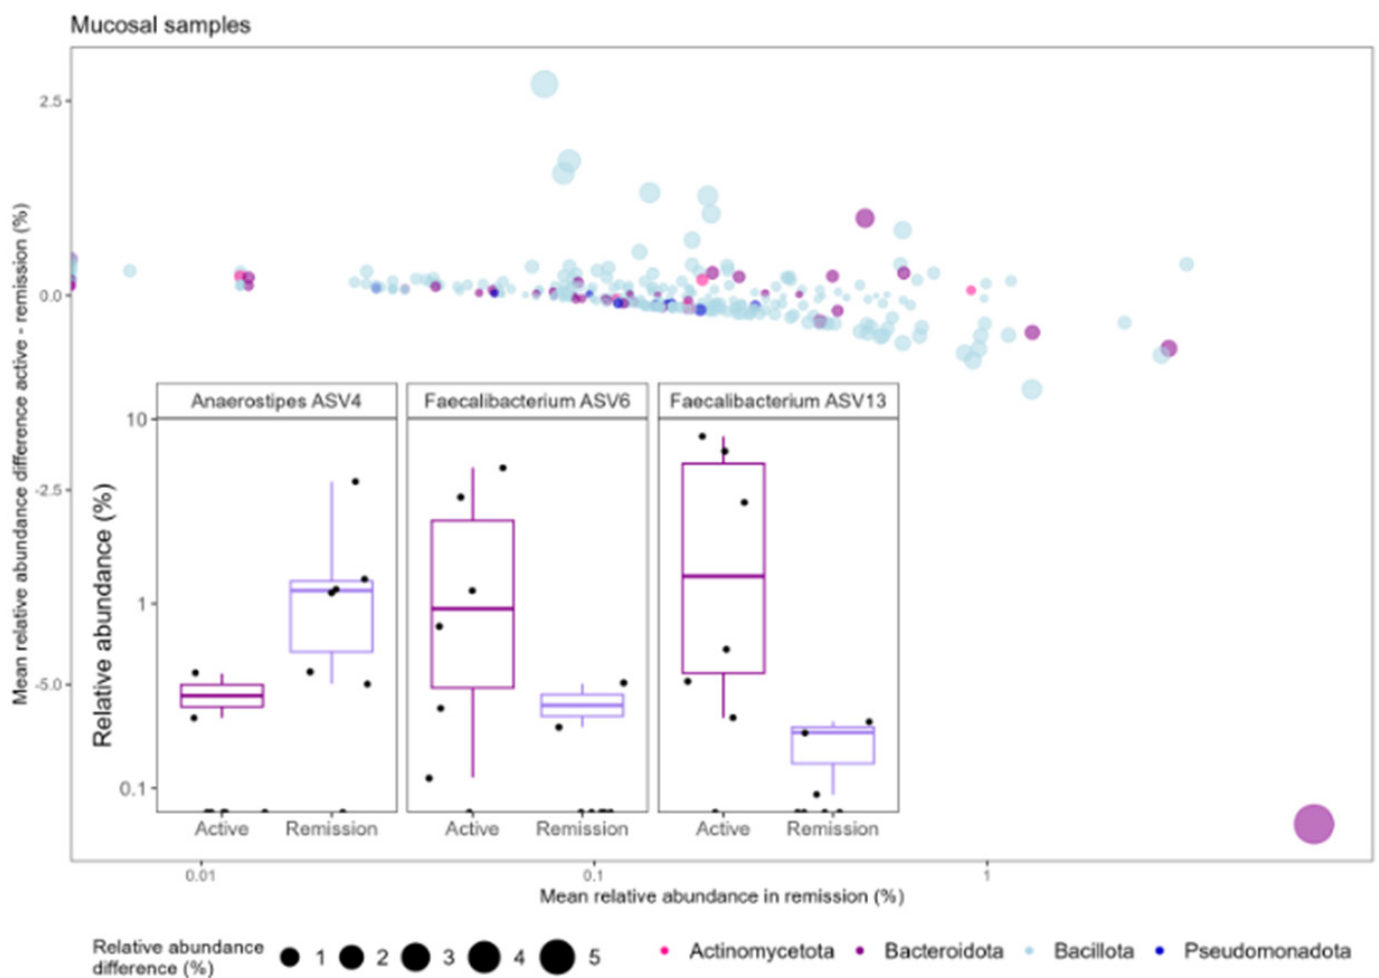 Mucosal samples
Mean relative abundance difference active - remission (%)
2.5
0.0
-2.5
-5.0
Anaerostipes ASV4
Faecalibacterium ASV6
Faecalibacterium ASV13
Relative abundance (%)
10
1
0.1
Active
Remission
Active
Remission
Active
Remission
0.01
0.1
1
Mean relative abundance in remission (%)
Relative abundance
difference (%)
1
2
3
4
5
Actinomycetota
Bacteroidota
Bacillota
Pseudomonadota